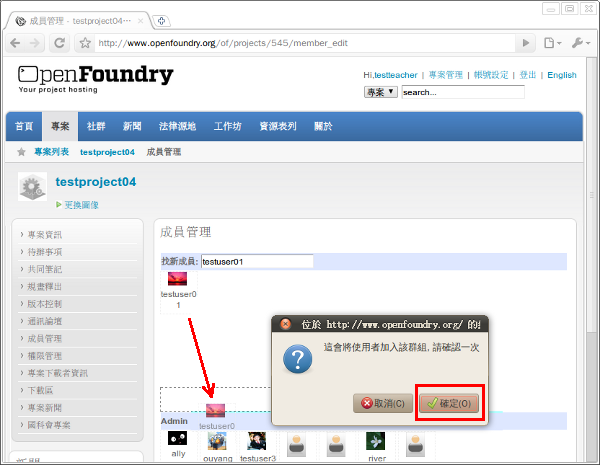 成員管理 - testproject04…
http://www.openfoundry.org/of/projects/545/member_edit
OpenFoundry
Your project hosting
Hi,testteacher | 專案管理 | 帳號設定 | 登出 | English
專案 search...
首頁 專案 社群 新聞 法律源地 工作坊 資源表列 關於
專案列表 testproject04 成員管理
testproject04
更換圖像
專案資訊
待辦事項
共同筆記
規畫釋出
版本控制
通訊論壇
成員管理
權限管理
專案下載者資訊
下載區
專案新聞
國科會專案
成員管理
找新成員: testuser01
testuser0
1
位於 http://www.openfoundry.org/ 的
這會將使用者加入該群組, 請確認一次
取消(C) 確定(O)
testuser0
Admin
ally ouyang testuser3 river